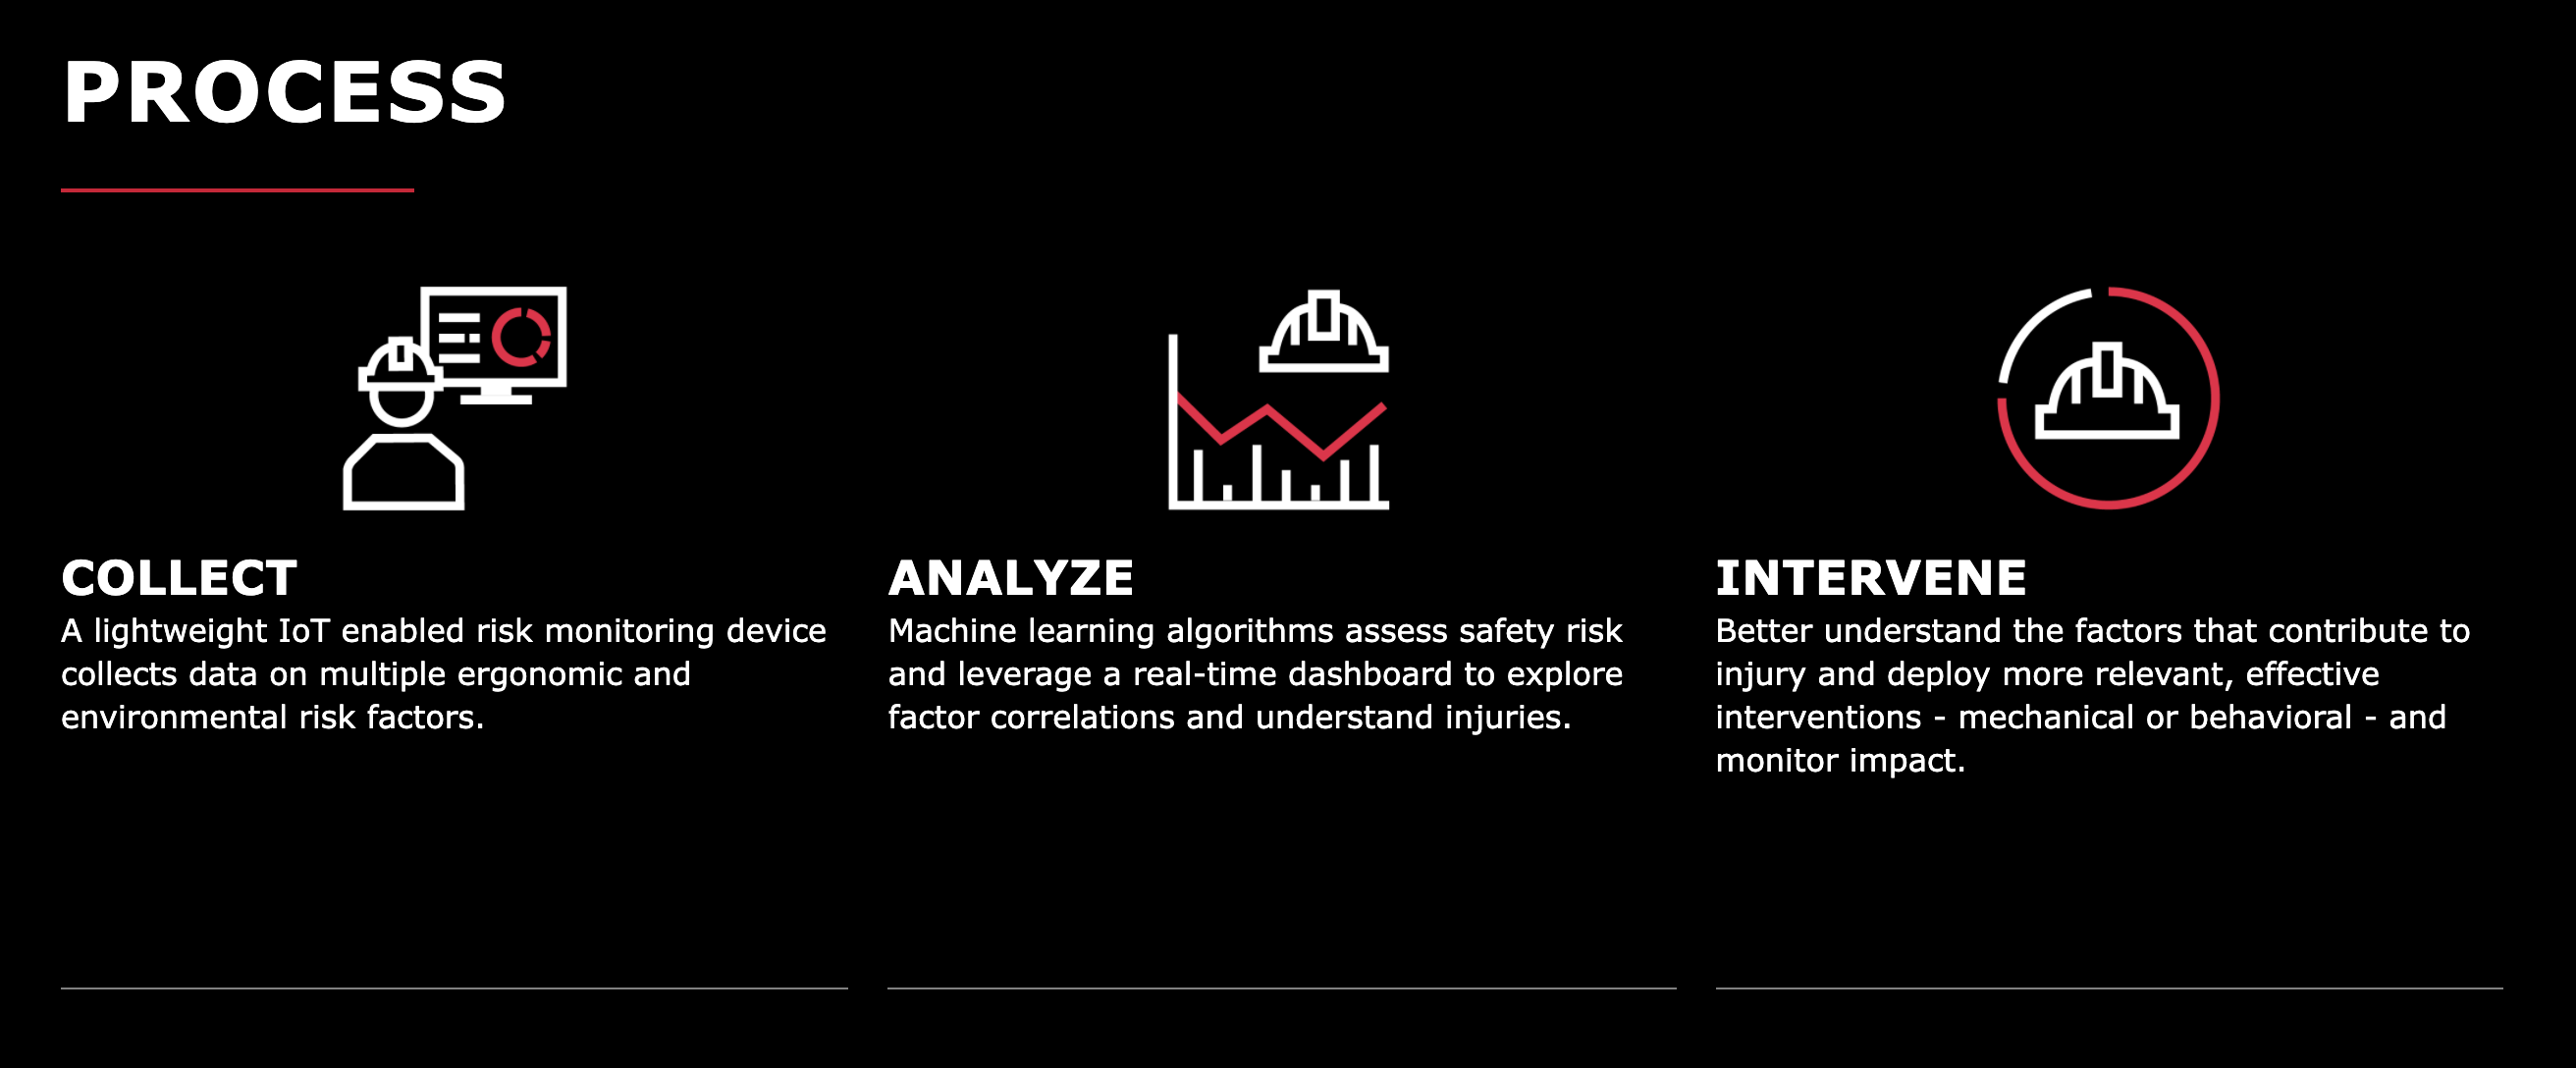 PROCESS
COLLECT
A lightweight IoT enabled risk monitoring device
collects data on multiple ergonomic and
environmental risk factors.
ANALYZE
Machine learning algorithms assess safety risk
and leverage a real-time dashboard to explore
factor correlations and understand injuries.
INTERVENE
Better understand the factors that contribute to
injury and deploy more relevant, effective
interventions - mechanical or behavioral - and
monitor impact.